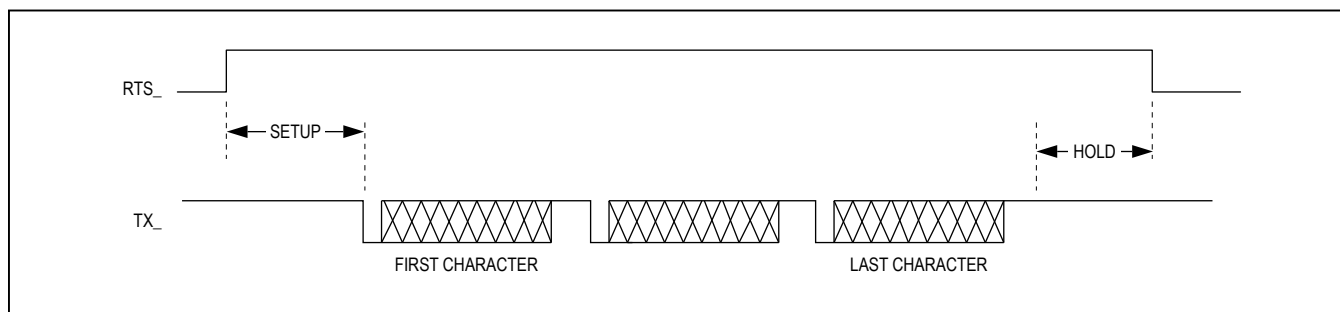 RTS_
SETUP
HOLD
TX_
FIRST CHARACTER
LAST CHARACTER